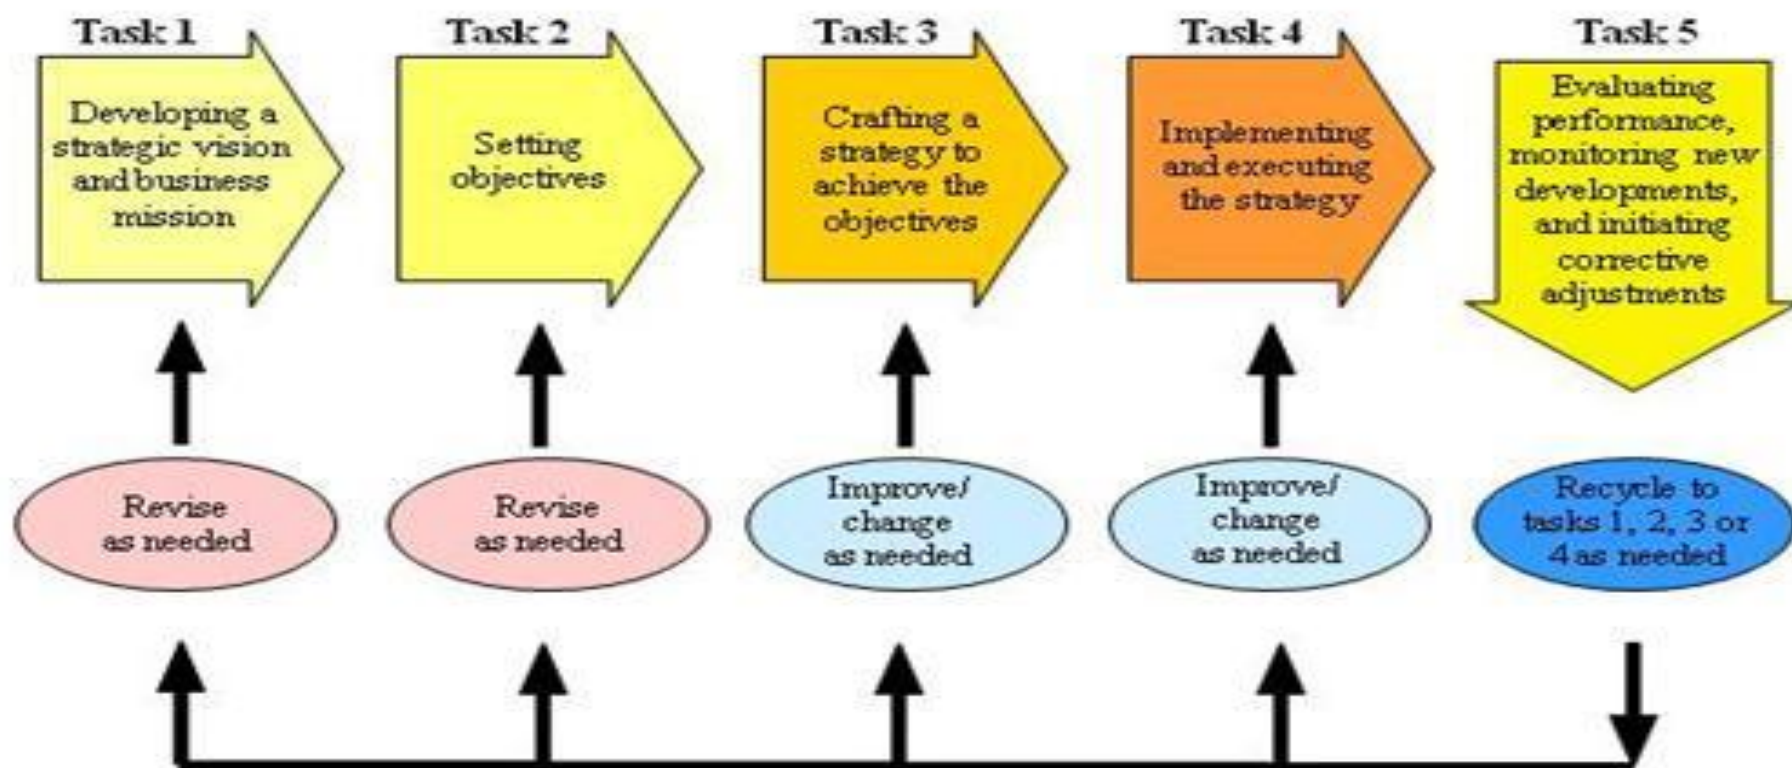 Task 1
Developing a
strategic vision
and business
mission
Task 2
Setting
objectives
Task 3
Crafting a
strategy to
achieve the
objectives
Task 4
Implementing
and executing
the strategy
Task 5
Evaluating
performance,
monitoring new
developments,
and initiating
corrective
adjustments
Revise
as needed
Revise
as needed
Improve/
change
as needed
Improve/
change
as needed
Recycle to
tasks 1, 2, 3 or
4 as needed